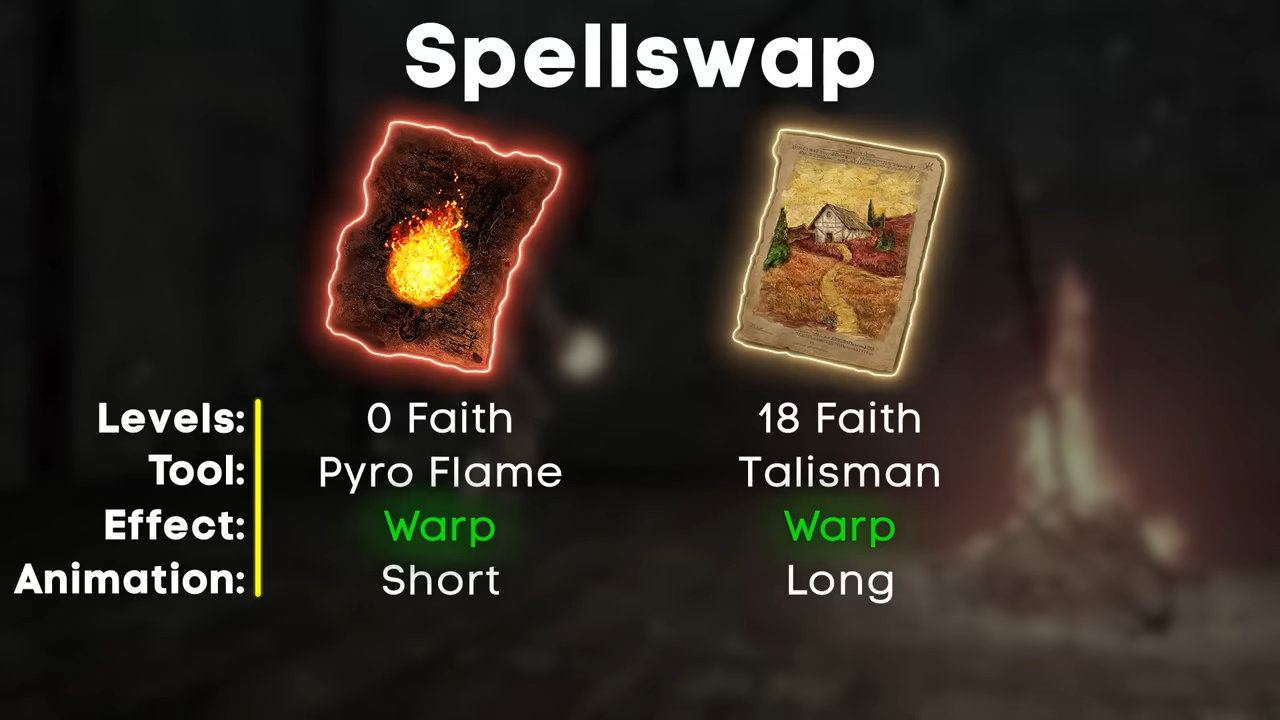 Spellswap
Levels: 0 Faith 18 Faith
Tool: Pyro Flame Talisman
Effect: Warp Warp
Animation: Short Long